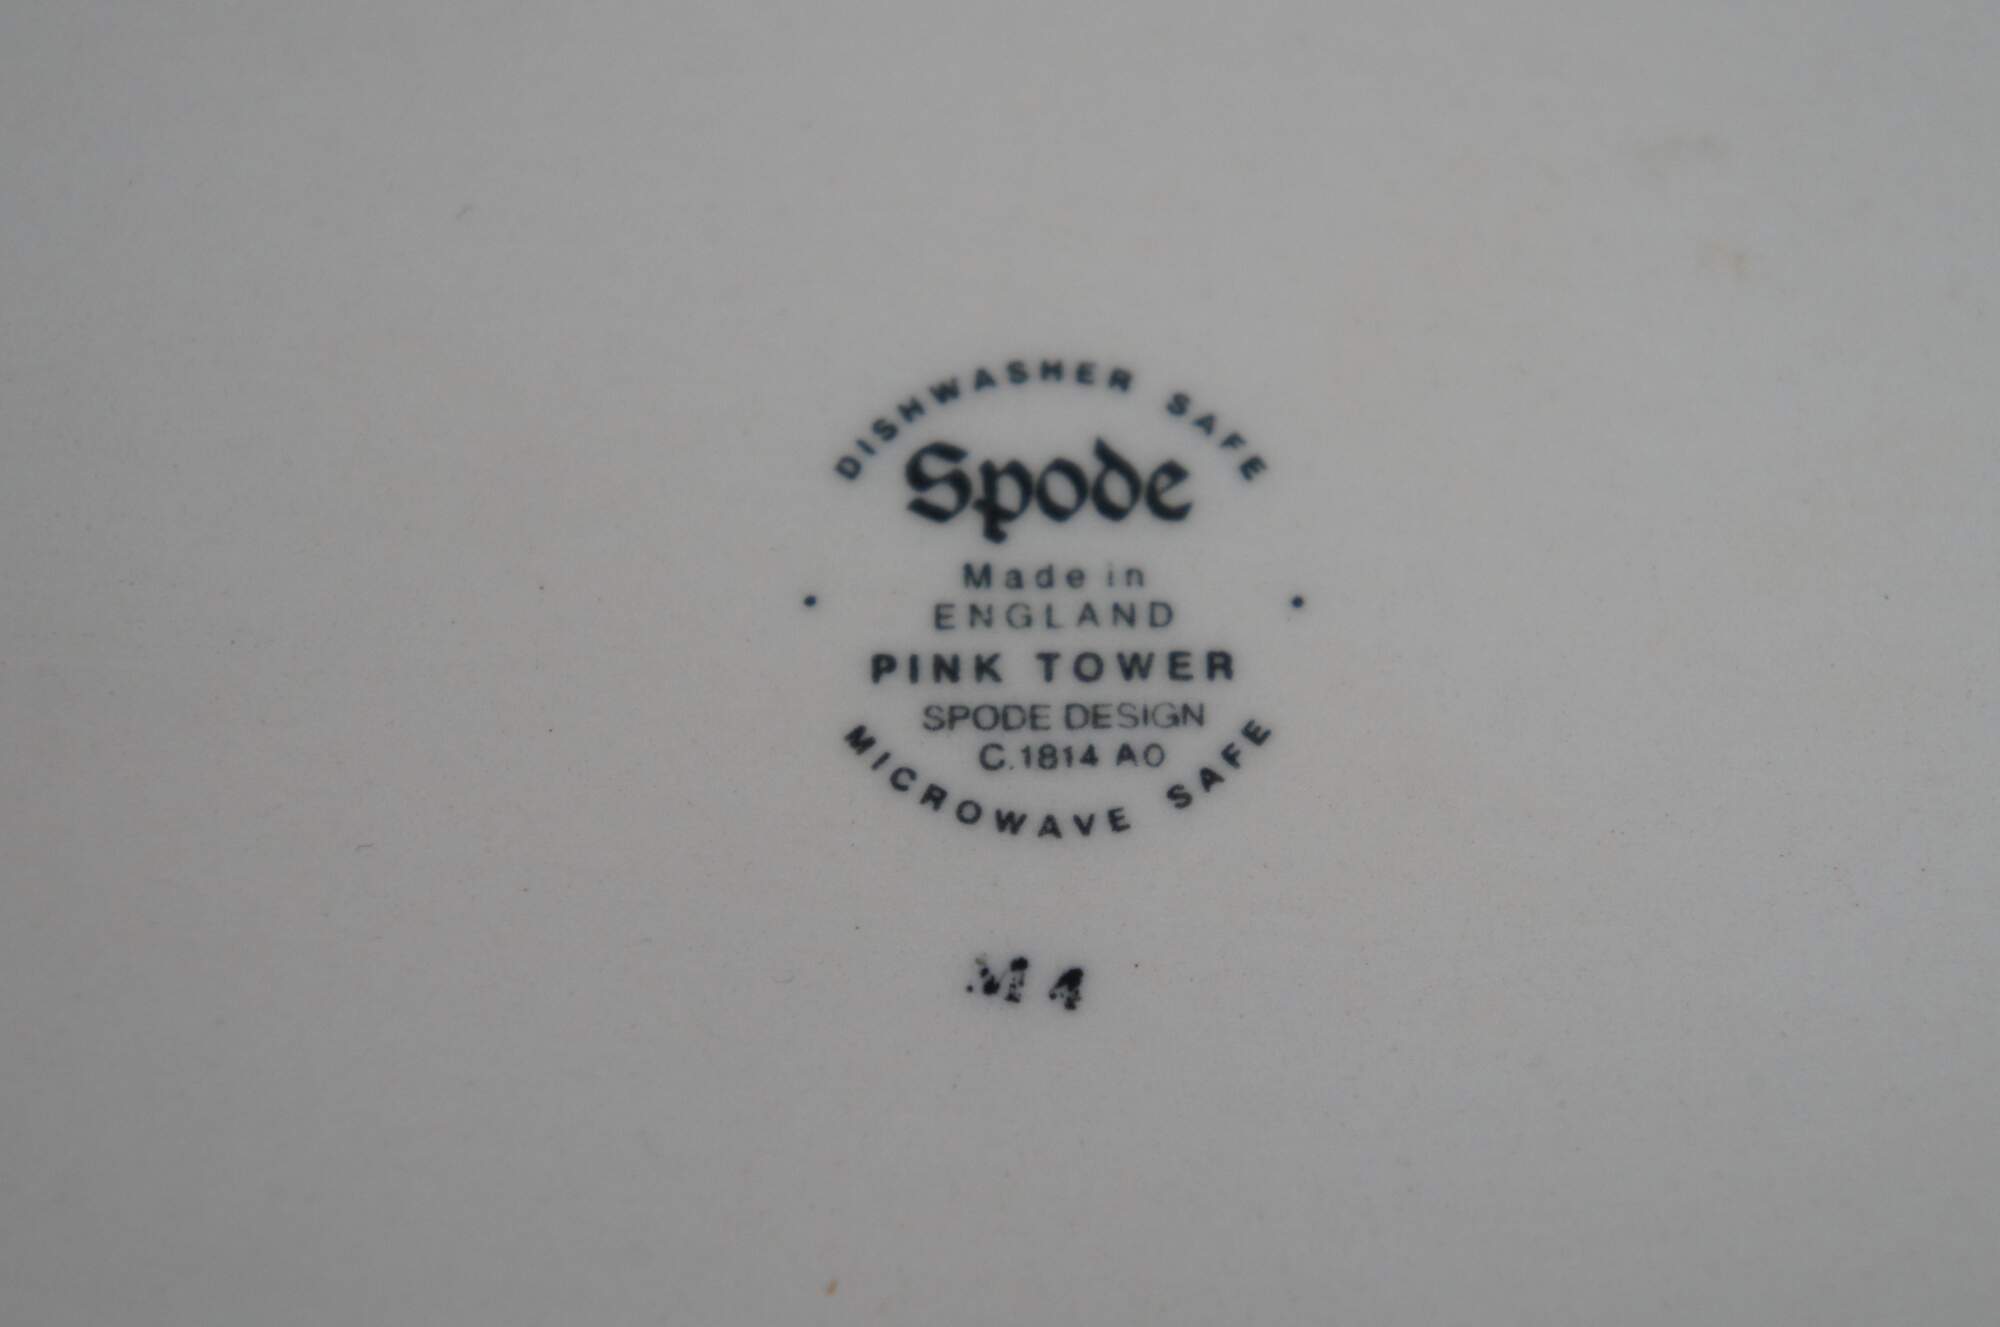 DISHWASHER SAFE
Spode
Made in
ENGLAND
PINK TOWER
SPODE DESIGN
C.1814 AO
MICROWAVE SAFE
M 4